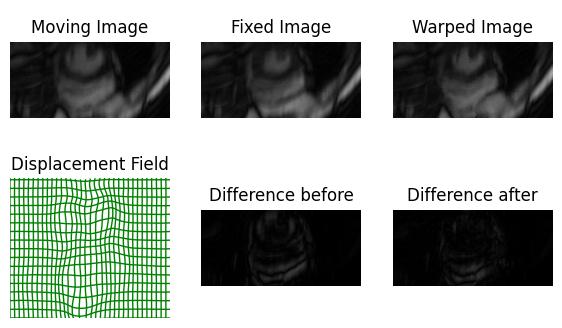 Moving Image
Fixed Image
Warped Image
Displacement Field
Difference before
Difference after